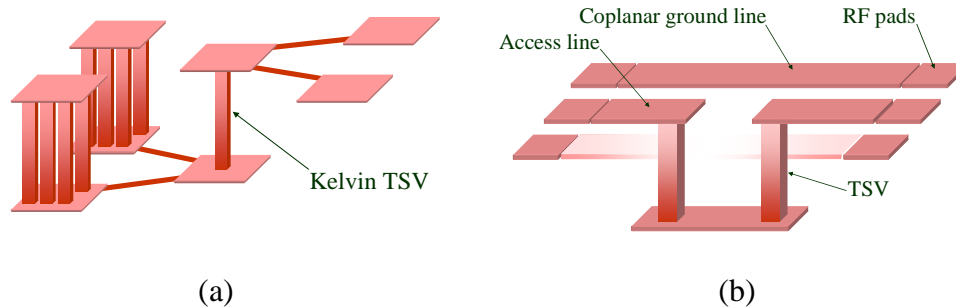 Coplanar ground line
RF pads
Access line
Kelvin TSV
TSV
(a)
(b)